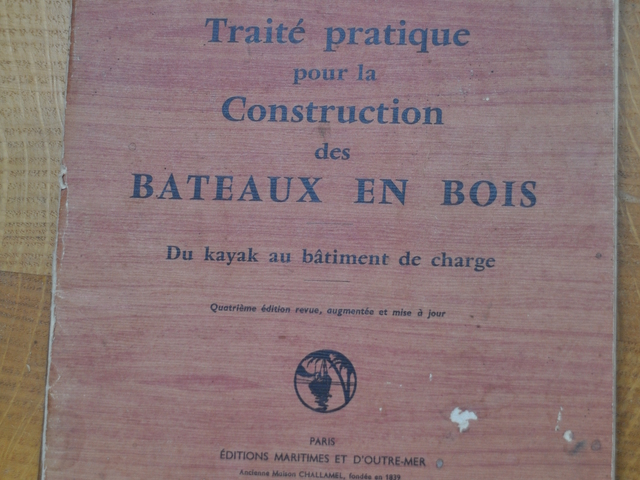 Traité pratique
pour la
Construction
des
BATEAUX EN BOIS
Du kayak au bâtiment de charge
Quatrième édition revue, augmentée et mise à jour
PARIS
ÉDITIONS MARITIMES ET D'OUTRE-MER
Ancienne Maison CHALLAMEL, fondée en 1839